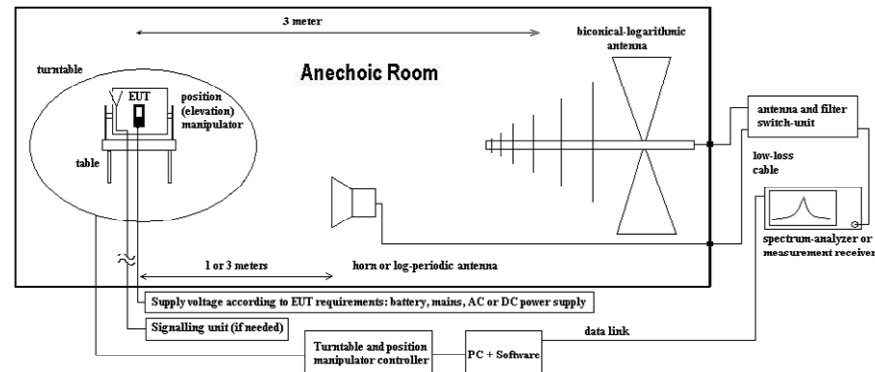 3 meter
biconical-logarithmic
antenna
turntable
Anechoic Room
EUT
position
(elevation)
manipulator
table
antenna and filter
switch-unit
low-loss
cable
spectrum-analyzer or
measurement receiver
1 or 3 meters
horn or log-periodic antenna
Supply voltage according to EUT requirements: battery, mains, AC or DC power supply
Signalling unit (if needed)
data link
Turntable and position
manipulator controller
PC + Software